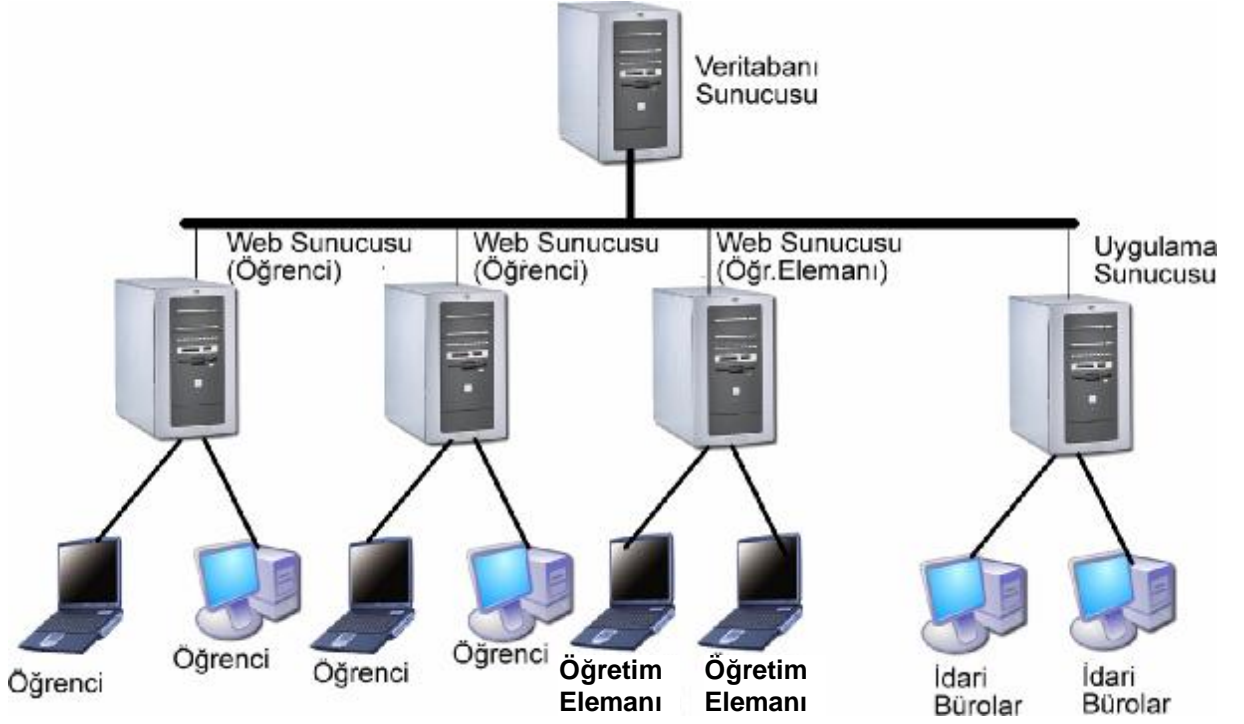 Veritabanı
Sunucusu
Web Sunucusu
(Öğrenci)
Web Sunucusu
(Öğrenci)
Web Sunucusu
(Öğr.Elemanı)
Uygulama
Sunucusu
Öğrenci
Öğrenci
Öğrenci
Öğrenci
Öğretim
Elemanı
Öğretim
Elemanı
İdari
Bürolar
İdari
Bürolar